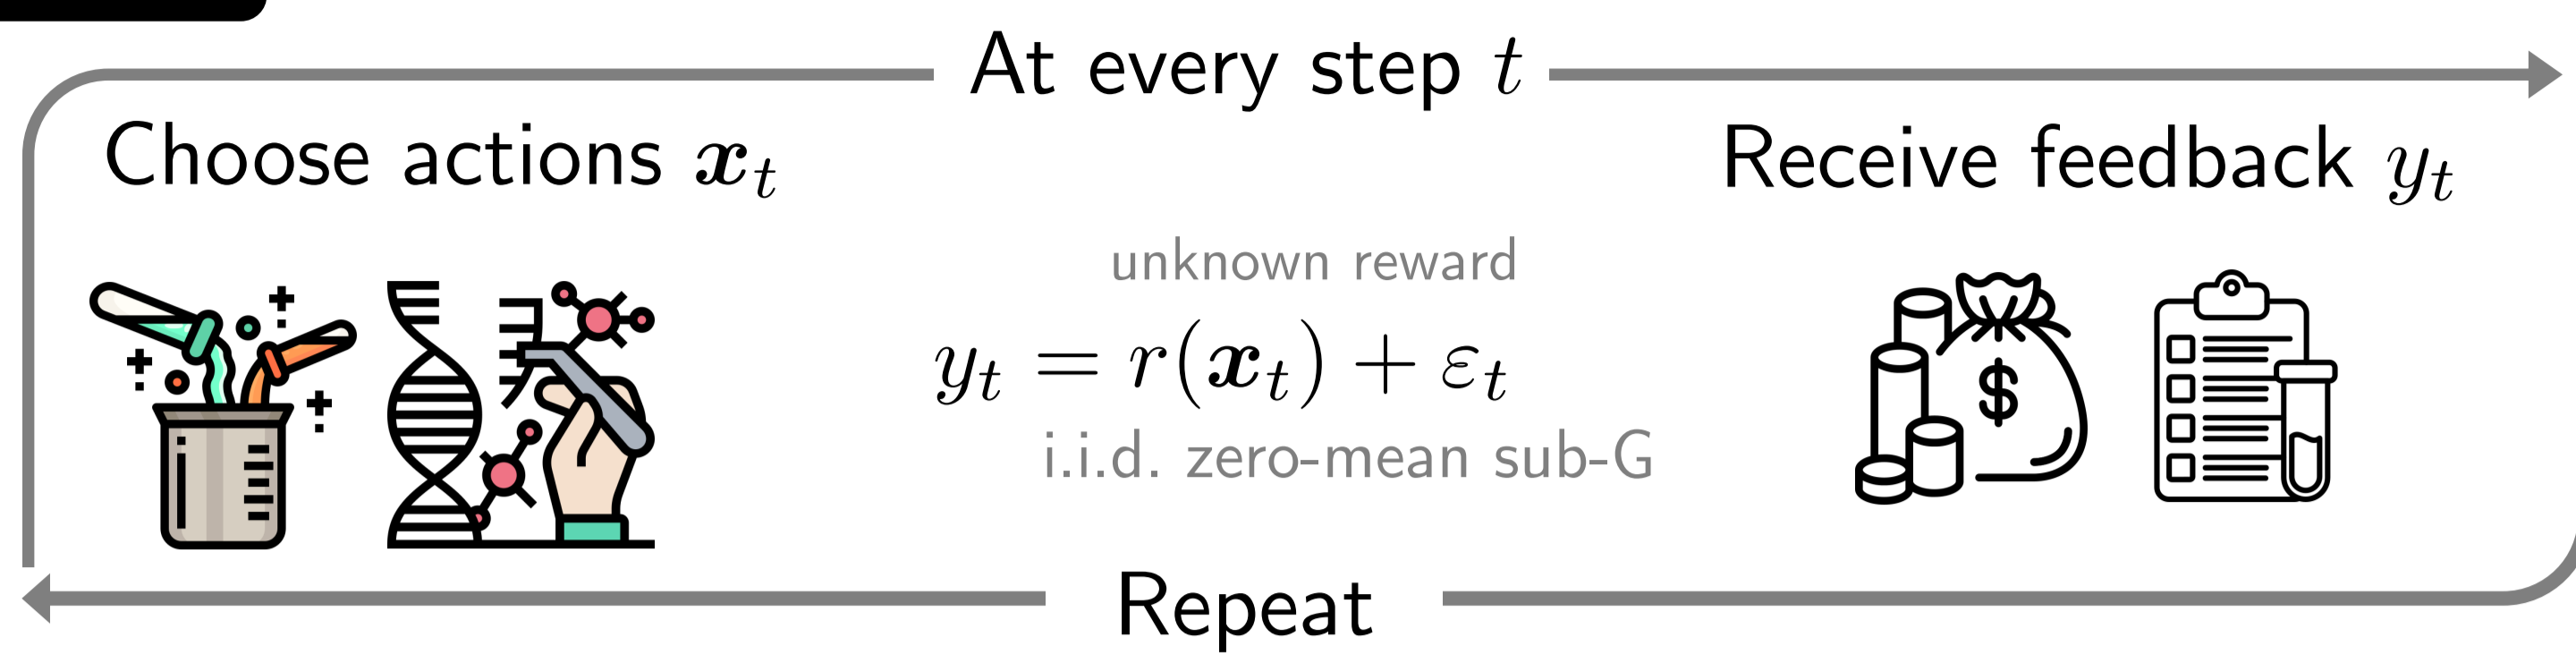 At every step t
Choose actions x_t
Receive feedback y_t
unknown reward
y_t = r(x_t) + ε_t
i.i.d. zero-mean sub-G
$
Repeat